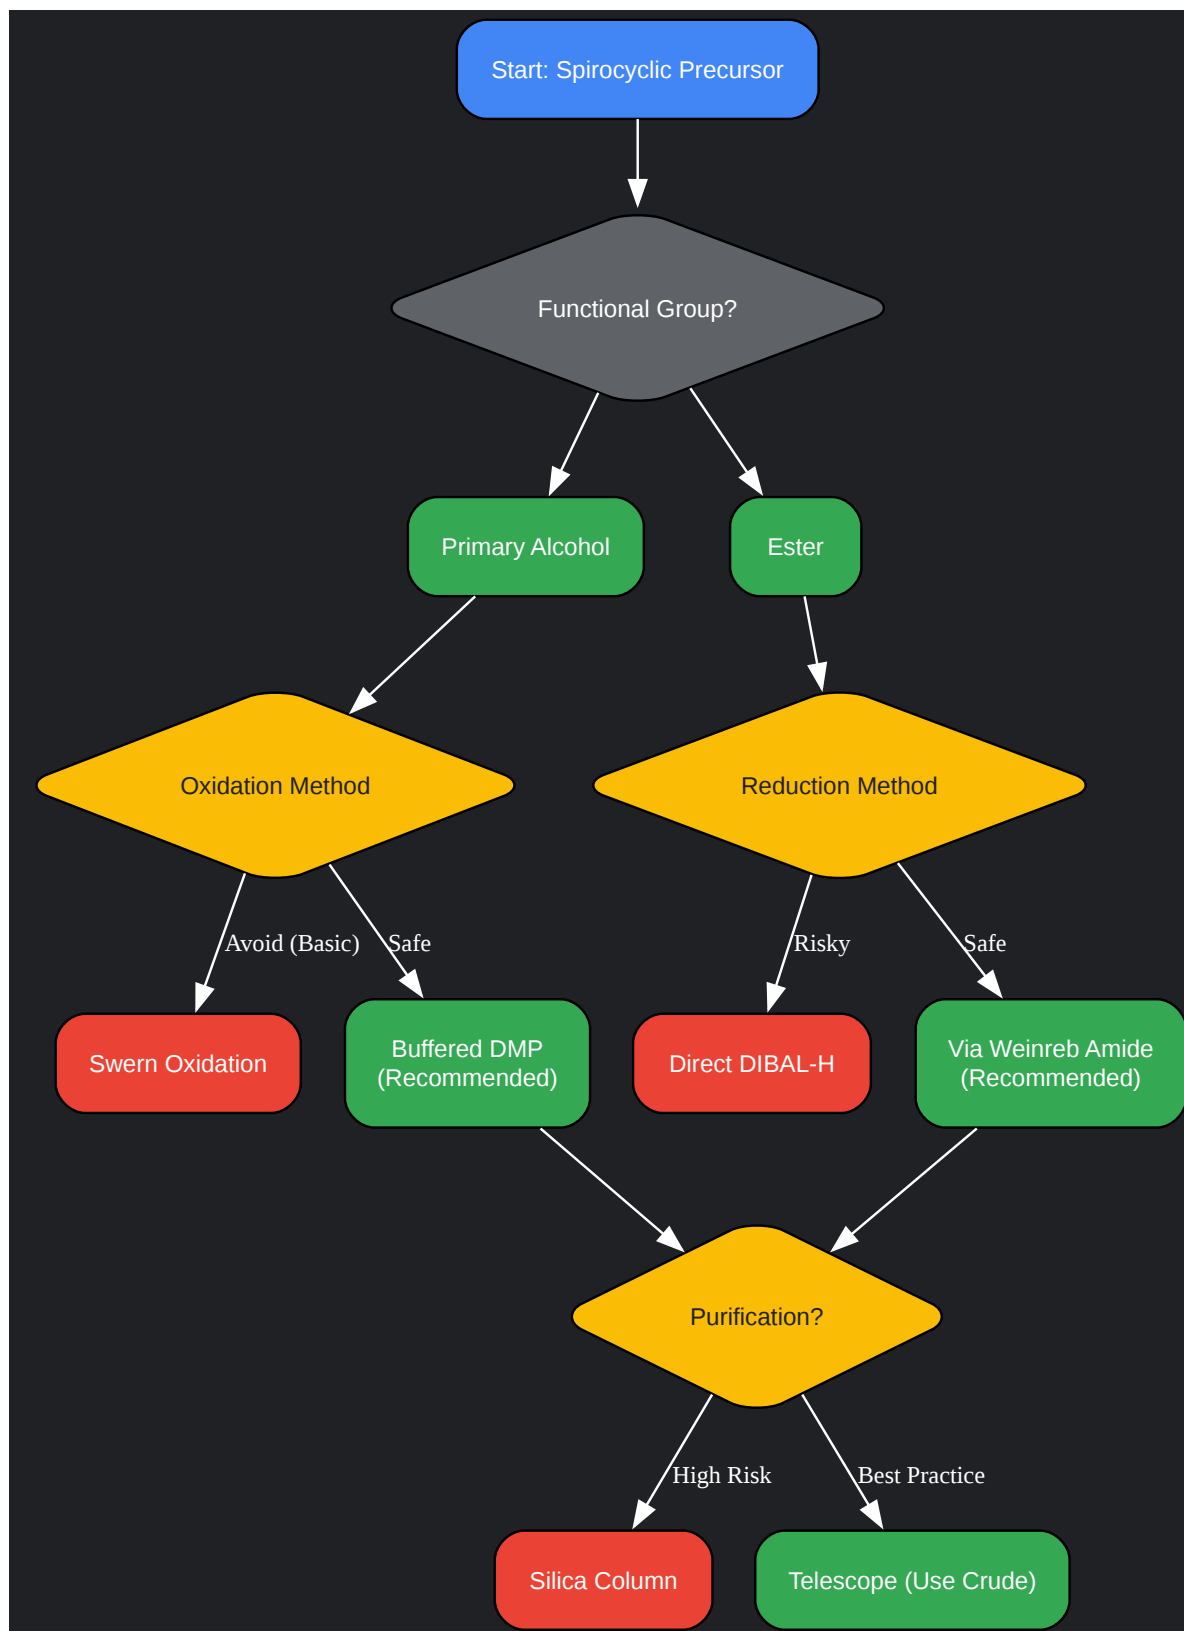 Start: Spirocyclic Precursor
Functional Group?
Primary Alcohol
Ester
Oxidation Method
Reduction Method
Avoid (Basic)
Safe
Risky
Safe
Swern Oxidation
Buffered DMP
(Recommended)
Direct DIBAL-H
Via Weinreb Amide
(Recommended)
Purification?
High Risk
Best Practice
Silica Column
Telescope (Use Crude)